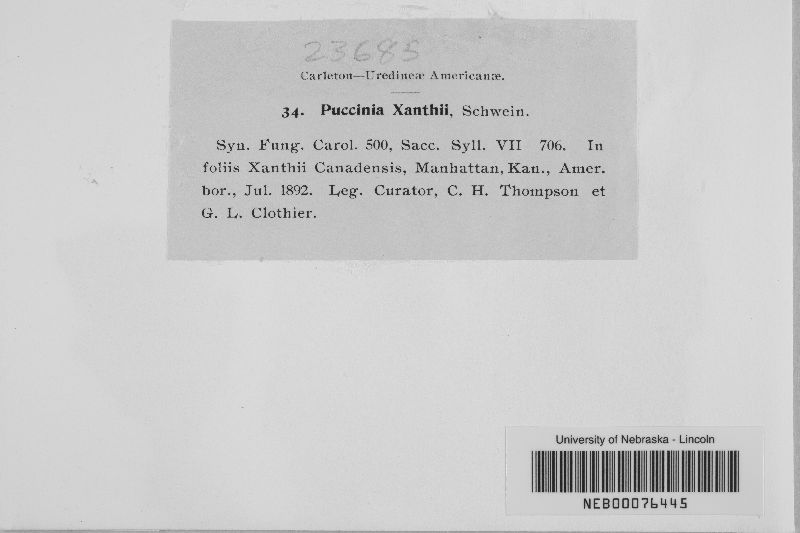 23685
Carleton—Uredineæ Americanæ.
34. Puccinia Xanthii, Schwein.
Syn. Fung. Carol. 500, Sacc. Syll. VII 706. In
foliis Xanthii Canadensis, Manhattan, Kan., Amer.
bor., Jul. 1892. Leg. Curator, C. H. Thompson et
G. L. Clothier.
University of Nebraska - Lincoln
NEB00076445